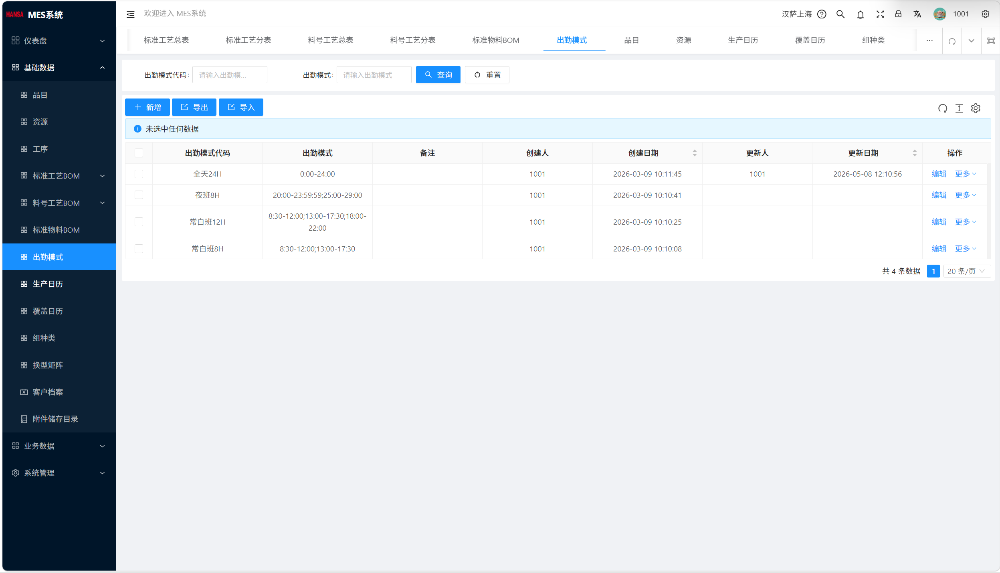 HANSA MES系统
欢迎进入 MES系统
汉萨上海
1001
仪表盘
基础数据
品目
资源
工序
标准工艺BOM
料号工艺BOM
标准物料BOM
出勤模式
生产日历
覆盖日历
组种类
换型矩阵
客户档案
附件储存目录
业务数据
系统管理
标准工艺总表 标准工艺分表 料号工艺总表 料号工艺分表 标准物料BOM 出勤模式 品目 资源 生产日历 覆盖日历 组种类 ···
出勤模式代码: 请输入出勤模... 出勤模式: 请输入出勤模式 查询 重置
新增 导出 导入
未选中任何数据
出勤模式代码 出勤模式 备注 创建人 创建日期 更新人 更新日期 操作
全天24H 0:00-24:00 1001 2026-03-09 10:11:45 1001 2026-05-08 12:10:56 编辑 更多
夜班8H 20:00-23:59:59;25:00-29:00 1001 2026-03-09 10:10:41 编辑 更多
常白班12H 8:30-12:00;13:00-17:30;18:00-
22:00 1001 2026-03-09 10:10:25 编辑 更多
常白班8H 8:30-12:00;13:00-17:30 1001 2026-03-09 10:10:08 编辑 更多
共 4 条数据 1 20 条/页